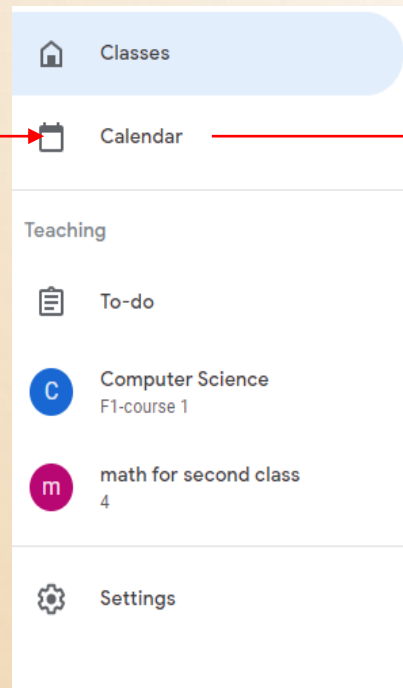 Classes
Calendar
Teaching
To-do
C
Computer Science
F1-course 1
m
math for second class
4
Settings